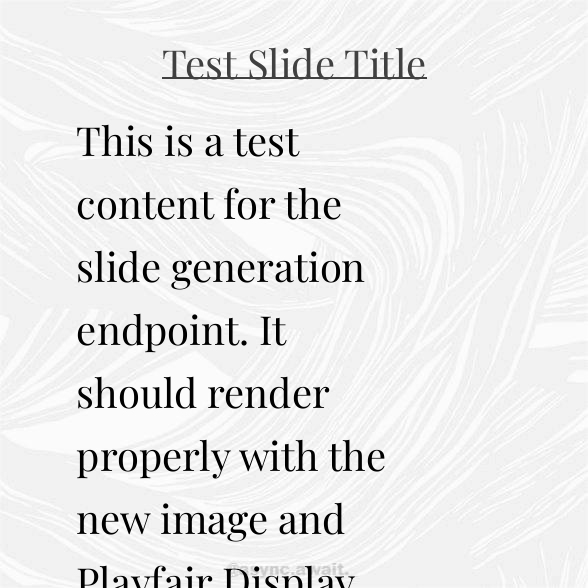 Test Slide Title
This is a test
content for the
slide generation
endpoint. It
should render
properly with the
new image and
Playfair Display
async.await.